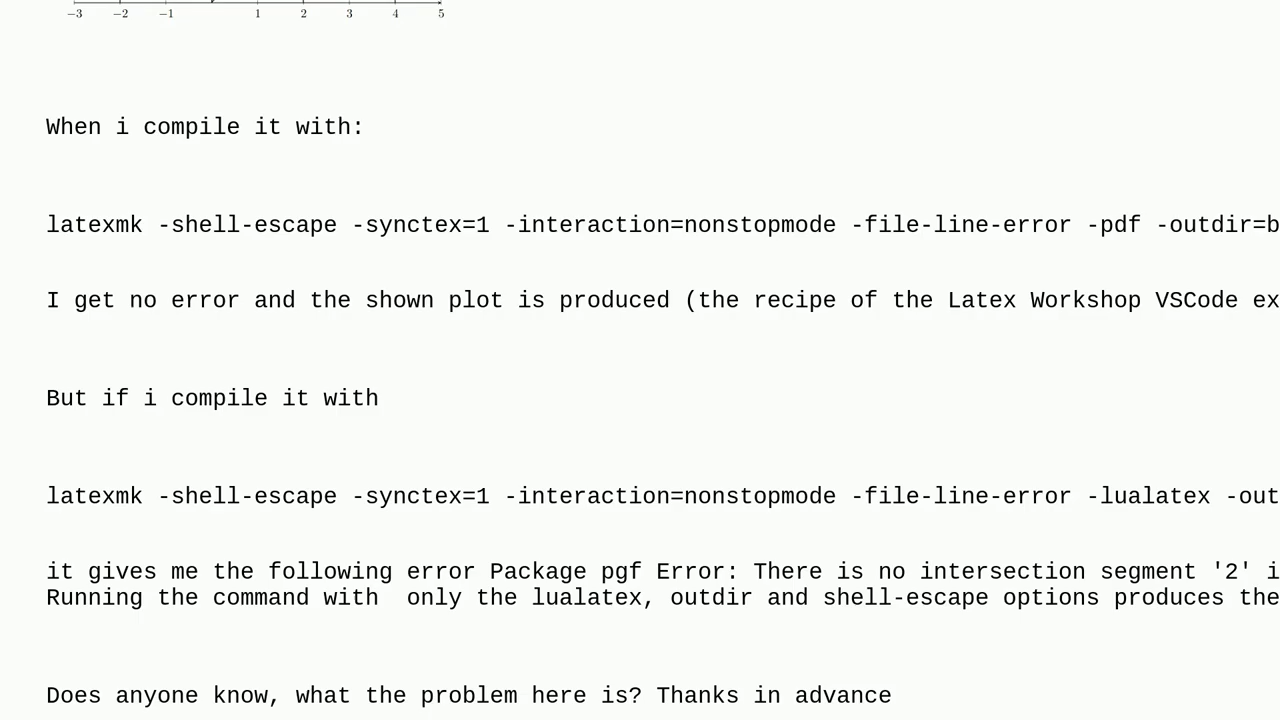 −3 −2 −1 1 2 3 4 5
When i compile it with:
latexmk -shell-escape -synctex=1 -interaction=nonstopmode -file-line-error -pdf -outdir=b
I get no error and the shown plot is produced (the recipe of the Latex Workshop VSCode ex
But if i compile it with
latexmk -shell-escape -synctex=1 -interaction=nonstopmode -file-line-error -lualatex -out
it gives me the following error Package pgf Error: There is no intersection segment '2' i
Running the command with  only the lualatex, outdir and shell-escape options produces the
Does anyone know, what the problem here is? Thanks in advance